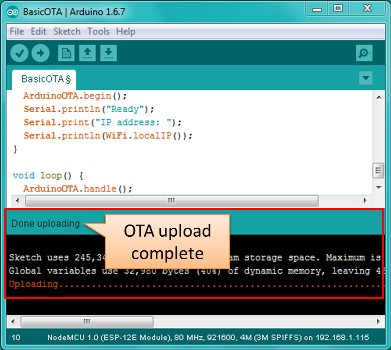 BasicOTA | Arduino 1.6.7
File Edit Sketch Tools Help
BasicOTA §
ArduinoOTA.begin();
Serial.println("Ready");
Serial.print("IP address: ");
Serial.println(WiFi.localIP());
}
void loop() {
ArduinoOTA.handle();
Done uploading.
OTA upload
complete
Sketch uses 245,34 am storage space. Maximum is
Global variables use 32,980 bytes (40%) of dynamic memory, leaving 4
Uploading.......................................................
10 NodeMCU 1.0 (ESP-12E Module), 80 MHz, 921600, 4M (3M SPIFFS) on 192.168.1.115